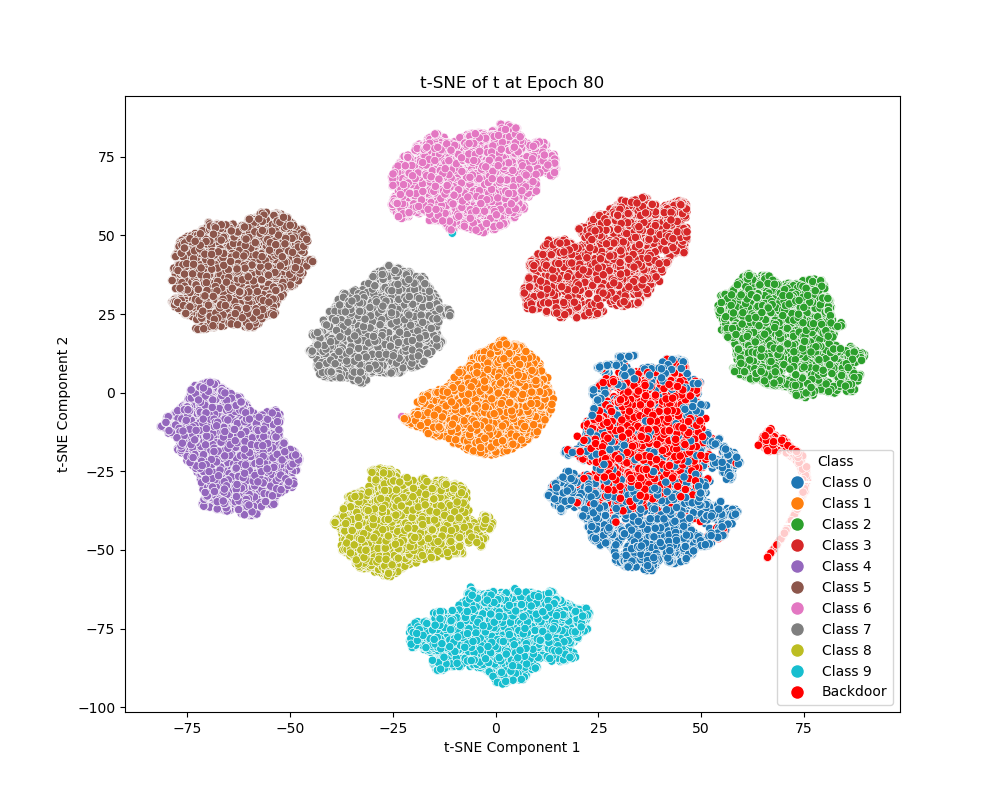 t-SNE of t at Epoch 80
t-SNE Component 2
75
50
25
0
−25
−50
−75
−100
−75
−50
−25
0
25
50
75
t-SNE Component 1
Class
Class 0
Class 1
Class 2
Class 3
Class 4
Class 5
Class 6
Class 7
Class 8
Class 9
Backdoor